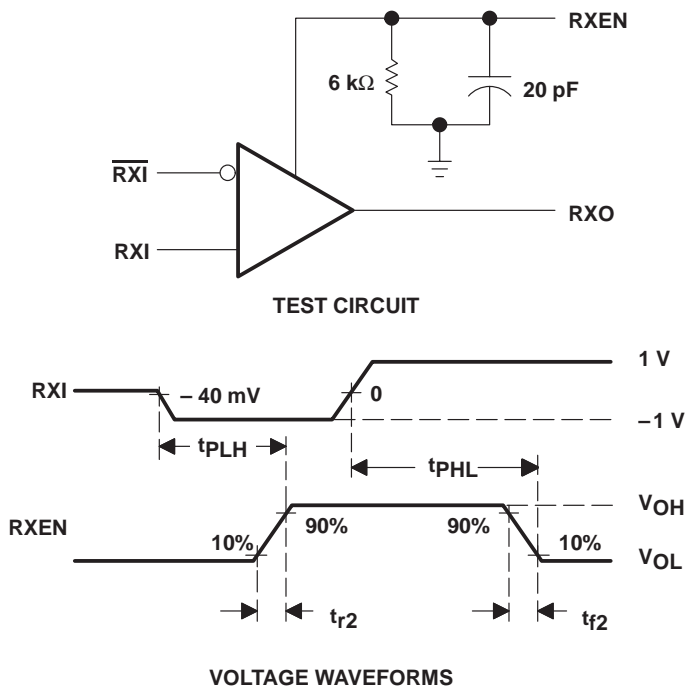 RXEN
6 kΩ
20 pF
RXI
RXO
RXI
TEST CIRCUIT
1 V
RXI
– 40 mV
0
–1 V
tPLH
tPHL
VOH
RXEN
10%
90%
90%
10%
VOL
tr2
tf2
VOLTAGE WAVEFORMS